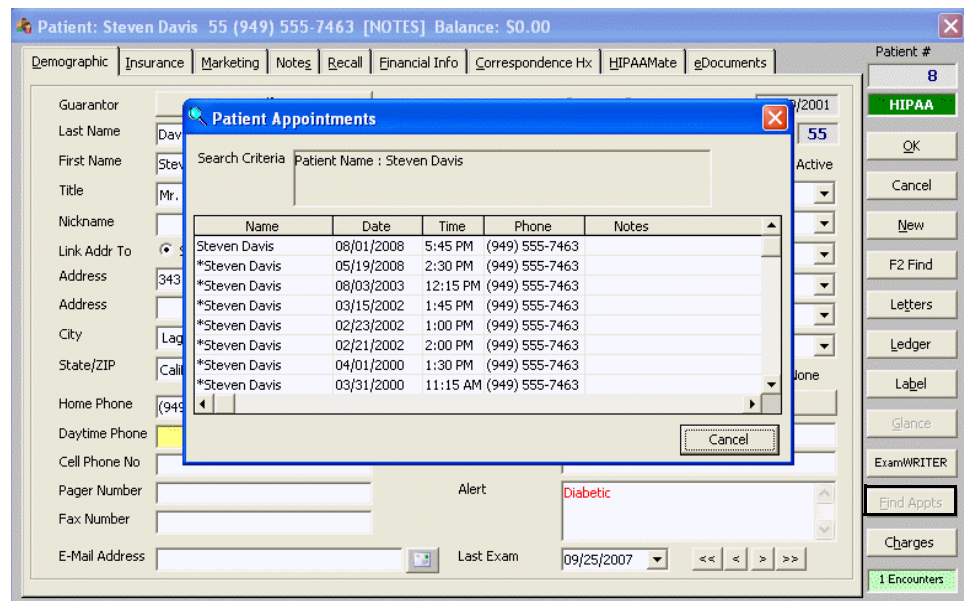 Patient: Steven Davis 55 (949) 555-7463 [NOTES] Balance: $0.00
Demographic Insurance Marketing Notes Recall Financial Info Correspondence Hx HIPAAMate eDocuments
Patient #
8
HIPAA
OK
Cancel
New
F2 Find
Letters
Ledger
Label
Glance
ExamWRITER
Find Appts
Charges
1 Encounters
Guarantor
/2001
Last Name
Dav
55
First Name
Stev
Active
Title
Mr.
Nickname
Link Addr To
Address
343
Address
City
Lag
State/ZIP
Cali
None
Home Phone
(949
Daytime Phone
Cell Phone No
Pager Number
Alert
Diabetic
Fax Number
E-Mail Address
Last Exam
09/25/2007
<< < > >>
Patient Appointments
Search Criteria
Patient Name : Steven Davis
Name Date Time Phone Notes
Steven Davis 08/01/2008 5:45 PM (949) 555-7463
*Steven Davis 05/19/2008 2:30 PM (949) 555-7463
*Steven Davis 08/03/2003 12:15 PM (949) 555-7463
*Steven Davis 03/15/2002 1:45 PM (949) 555-7463
*Steven Davis 02/23/2002 1:00 PM (949) 555-7463
*Steven Davis 02/21/2002 2:00 PM (949) 555-7463
*Steven Davis 04/01/2000 1:30 PM (949) 555-7463
*Steven Davis 03/31/2000 11:15 AM (949) 555-7463
Cancel